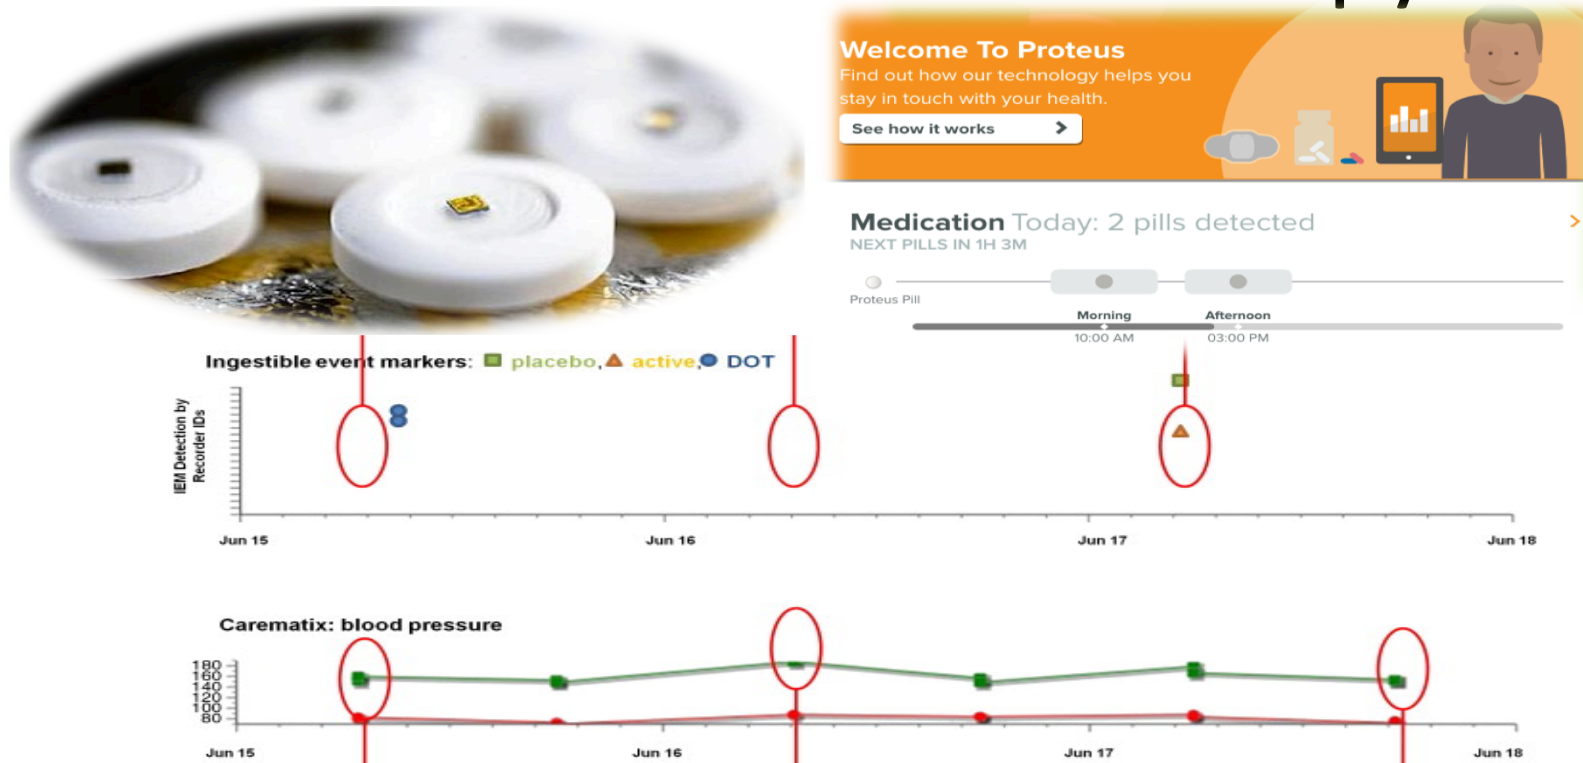 Welcome To Proteus
Find out how our technology helps you
stay in touch with your health.
See how it works
Medication Today: 2 pills detected
NEXT PILLS IN 1H 3M
Proteus Pill
Morning
Afternoon
10:00 AM
03:00 PM
Ingestible event markers: placebo, active, DOT
IEM Detection by
Recorder IDs
Jun 15
Jun 16
Jun 17
Jun 18
Carematix: blood pressure
180
160
140
120
100
80
Jun 15
Jun 16
Jun 17
Jun 18